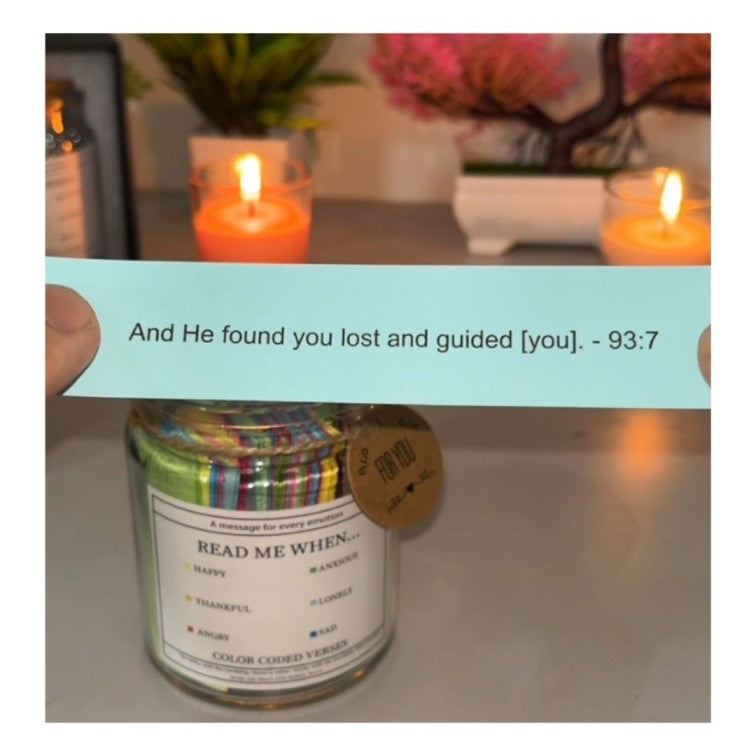 And He found you lost and guided [you]. - 93:7
FOR YOU
A message for every emotion
READ ME WHEN...
HAPPY ANXIOUS
THANKFUL LONELY
ANGRY SAD
COLOR CODED VERSES